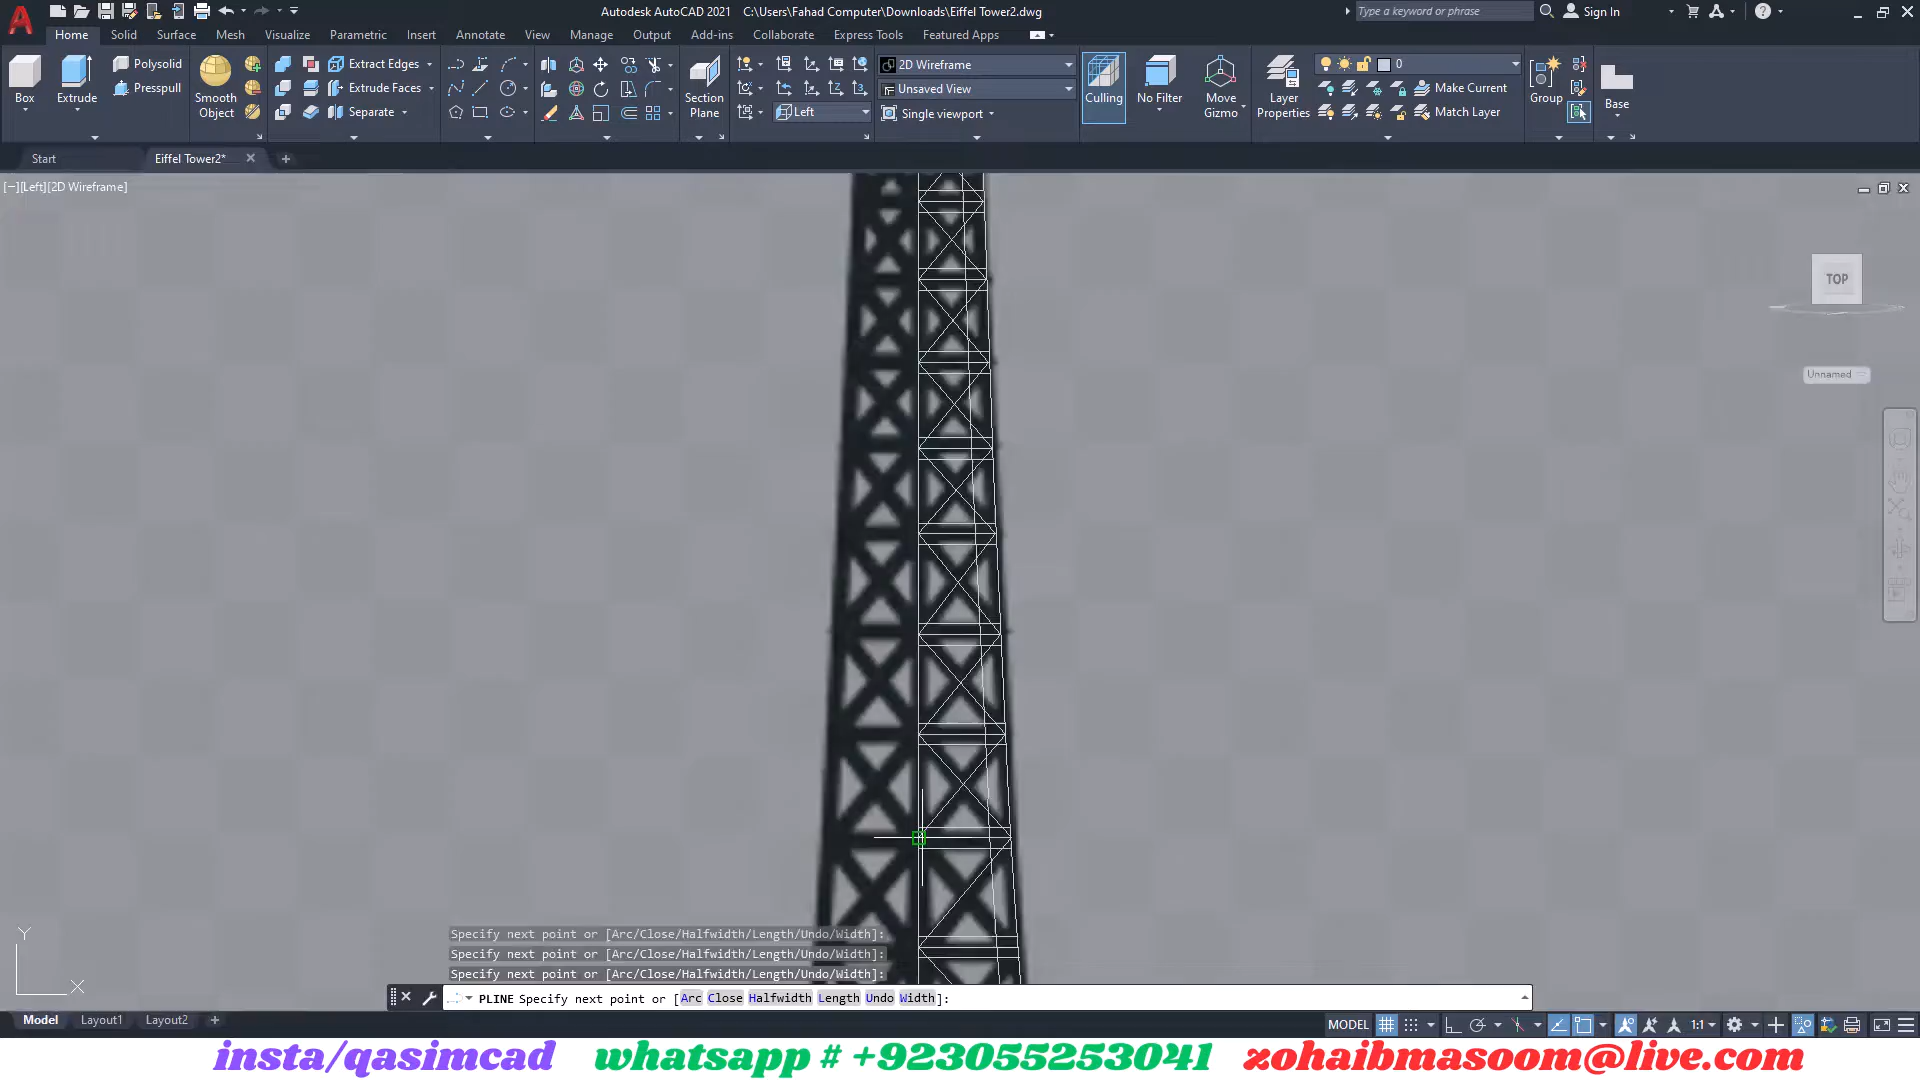 Autodesk AutoCAD 2021 C:\Users\Fahad Computer\Downloads\Eiffel Tower2.dwg
Type a keyword or phrase
Sign In
Home Solid Surface Mesh Visualize Parametric Insert Annotate View Manage Output Add-ins Collaborate Express Tools Featured Apps
Box
Extrude
Polysolid
Presspull
Smooth
Object
Extract Edges
Extrude Faces
Separate
Section
Plane
Left
2D Wireframe
Unsaved View
Single viewport
Culling
No Filter
Move
Gizmo
Layer
Properties
0
Make Current
Match Layer
Group
Base
Start
Eiffel Tower2*
[−][Left][2D Wireframe]
TOP
Unnamed
Y
X
Specify next point or [Arc/Close/Halfwidth/Length/Undo/Width]:
Specify next point or [Arc/Close/Halfwidth/Length/Undo/Width]:
Specify next point or [Arc/Close/Halfwidth/Length/Undo/Width]:
PLINE Specify next point or [Arc Close Halfwidth Length Undo Width]:
Model Layout1 Layout2
MODEL
1:1
insta/qasimcad whatsapp # +923055253041 zohaibmasoom@live.com